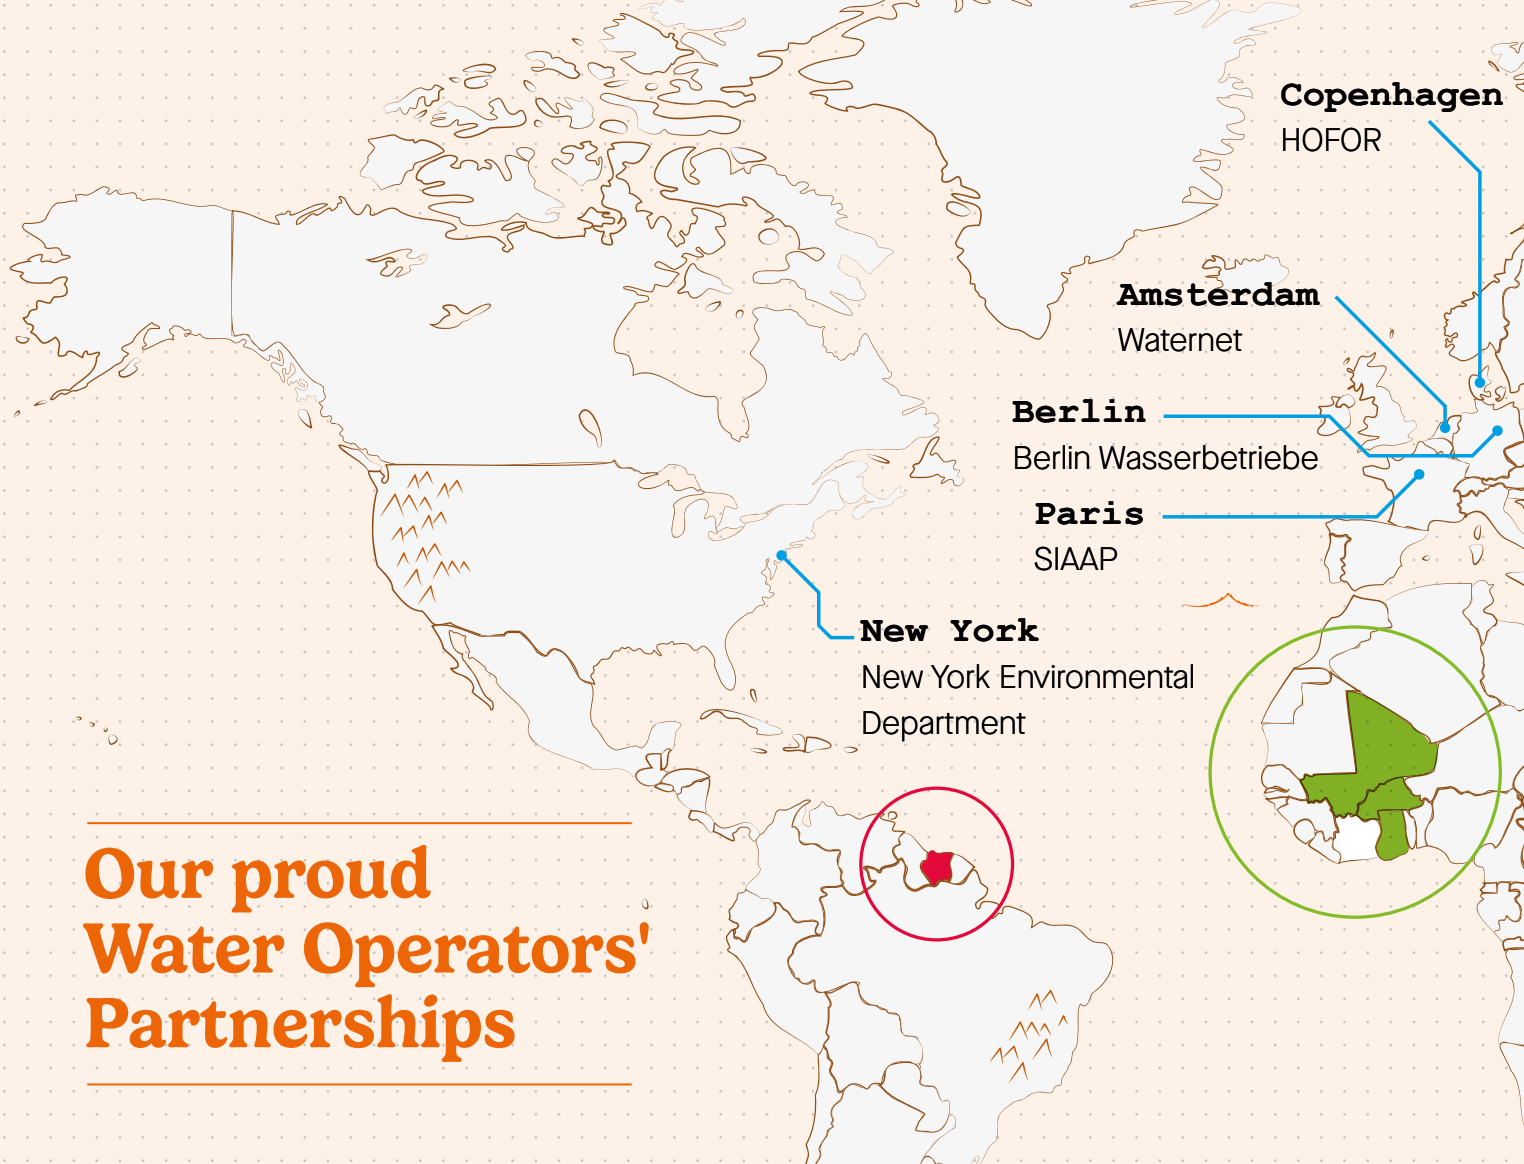 Copenhagen
HOFOR
Amsterdam
Waternet
Berlin
Berlin Wasserbetriebe
Paris
SIAAP
New York
New York Environmental
Department
Our proud
Water Operators'
Partnerships